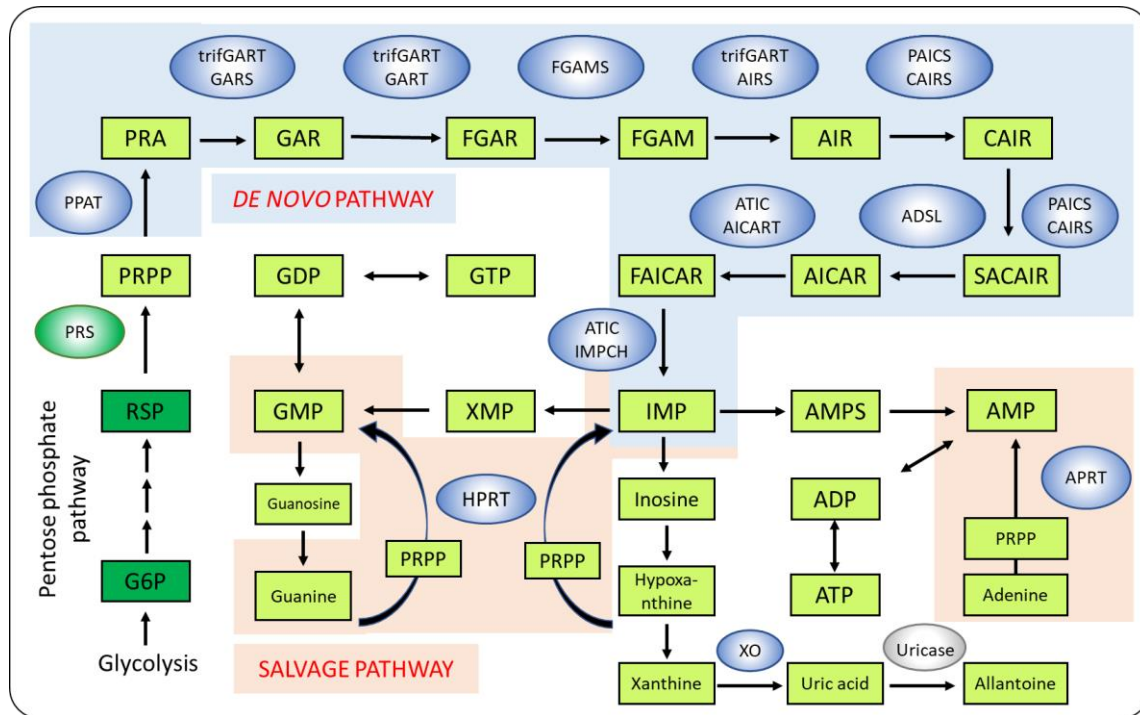 trifGART
GARS
trifGART
GART
FGAMS
trifGART
AIRS
PAICS
CAIRS
PRA
GAR
FGAR
FGAM
AIR
CAIR
PPAT
DE NOVO PATHWAY
ATIC
AICART
ADSL
PAICS
CAIRS
PRPP
GDP
GTP
FAICAR
AICAR
SACAIR
PRS
ATIC
IMPCH
RSP
GMP
XMP
IMP
AMPS
AMP
Pentose phosphate
pathway
Guanosine
HPRT
Inosine
ADP
APRT
PRPP
PRPP
PRPP
G6P
Guanine
Hypoxa-
nthine
ATP
Adenine
Glycolysis
SALVAGE PATHWAY
XO
Uricase
Xanthine
Uric acid
Allantoine